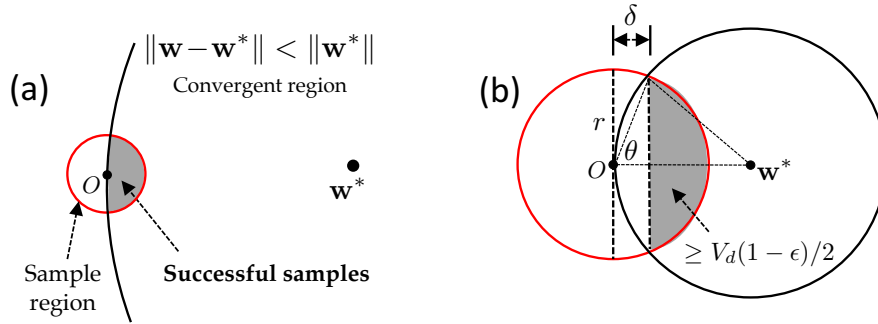 (a)
‖w − w*‖ < ‖w*‖
Convergent region
O
w*
Sample
region
Successful samples
(b)
δ
r
θ
O
w*
≥ V_d(1 − ϵ)/2